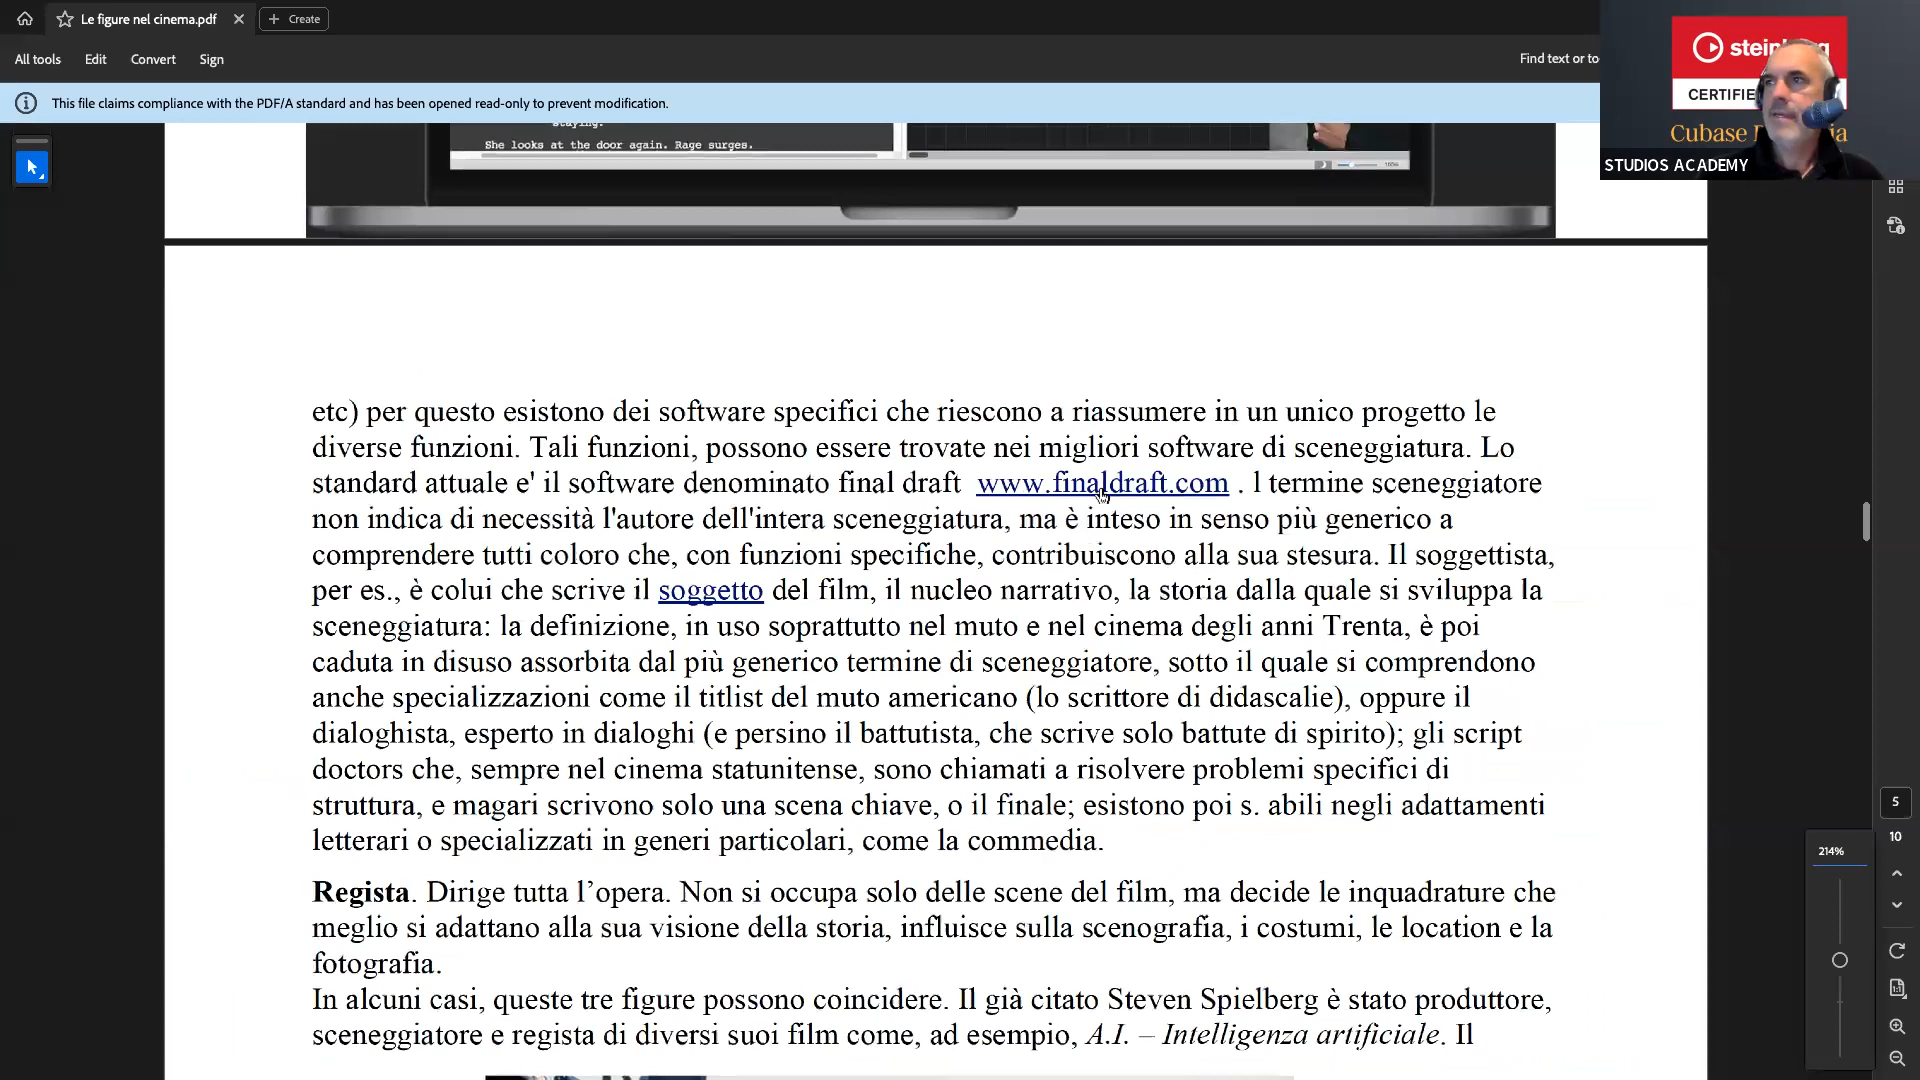 Le figure nel cinema.pdf
Create
All tools Edit Convert Sign
Find text or to
This file claims compliance with the PDF/A standard and has been opened read-only to prevent modification.
CERTIFIE
STUDIOS ACADEMY
staying.
She looks at the door again. Rage surges.
etc) per questo esistono dei software specifici che riescono a riassumere in un unico progetto le
diverse funzioni. Tali funzioni, possono essere trovate nei migliori software di sceneggiatura. Lo
standard attuale e' il software denominato final draft www.finaldraft.com . l termine sceneggiatore
non indica di necessità l'autore dell'intera sceneggiatura, ma è inteso in senso più generico a
comprendere tutti coloro che, con funzioni specifiche, contribuiscono alla sua stesura. Il soggettista,
per es., è colui che scrive il soggetto del film, il nucleo narrativo, la storia dalla quale si sviluppa la
sceneggiatura: la definizione, in uso soprattutto nel muto e nel cinema degli anni Trenta, è poi
caduta in disuso assorbita dal più generico termine di sceneggiatore, sotto il quale si comprendono
anche specializzazioni come il titlist del muto americano (lo scrittore di didascalie), oppure il
dialoghista, esperto in dialoghi (e persino il battutista, che scrive solo battute di spirito); gli script
doctors che, sempre nel cinema statunitense, sono chiamati a risolvere problemi specifici di
struttura, e magari scrivono solo una scena chiave, o il finale; esistono poi s. abili negli adattamenti
letterari o specializzati in generi particolari, come la commedia.
Regista. Dirige tutta l’opera. Non si occupa solo delle scene del film, ma decide le inquadrature che
meglio si adattano alla sua visione della storia, influisce sulla scenografia, i costumi, le location e la
fotografia.
In alcuni casi, queste tre figure possono coincidere. Il già citato Steven Spielberg è stato produttore,
sceneggiatore e regista di diversi suoi film come, ad esempio, A.I. – Intelligenza artificiale. Il
5
10
214%
Cubase